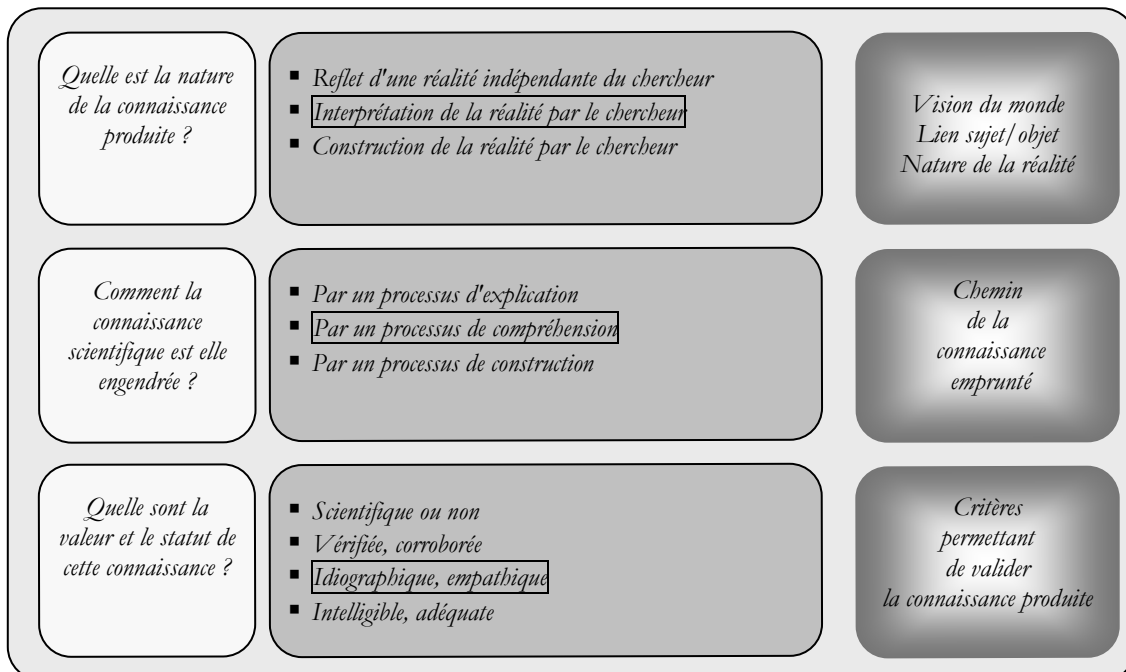 Quelle est la nature
de la connaissance
produite ?
▪ Reflet d'une réalité indépendante du chercheur
▪ Interprétation de la réalité par le chercheur
▪ Construction de la réalité par le chercheur
Vision du monde
Lien sujet/objet
Nature de la réalité
Comment la
connaissance
scientifique est elle
engendrée ?
▪ Par un processus d'explication
▪ Par un processus de compréhension
▪ Par un processus de construction
Chemin
de la
connaissance
emprunté
Quelle sont la
valeur et le statut de
cette connaissance ?
▪ Scientifique ou non
▪ Vérifiée, corroborée
▪ Idiographique, empathique
▪ Intelligible, adéquate
Critères
permettant
de valider
la connaissance produite